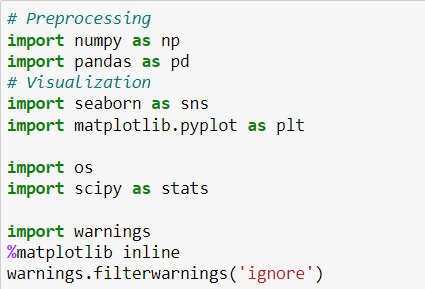 # Preprocessing
import numpy as np
import pandas as pd
# Visualization
import seaborn as sns
import matplotlib.pyplot as plt
import os
import scipy as stats
import warnings
%matplotlib inline
warnings.filterwarnings('ignore')